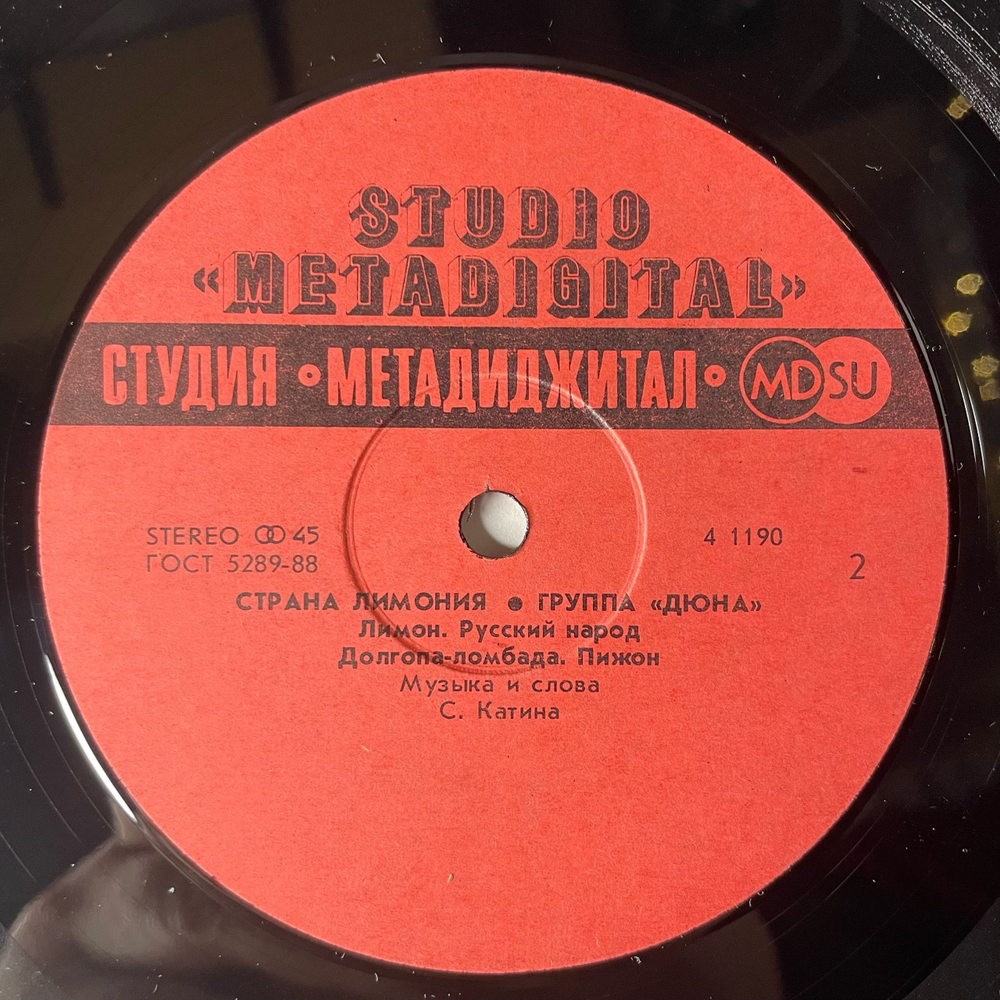 STUDIO
«METADIGITAL»
СТУДИЯ • МЕТАДИДЖИТАЛ • MDSU
STEREO ꝏ 45
ГОСТ 5289-88
4 1190
2
СТРАНА ЛИМОНИЯ ● ГРУППА «ДЮНА»
Лимон. Русский народ
Долгопа-ломбада. Пижон
Музыка и слова
С. Катина